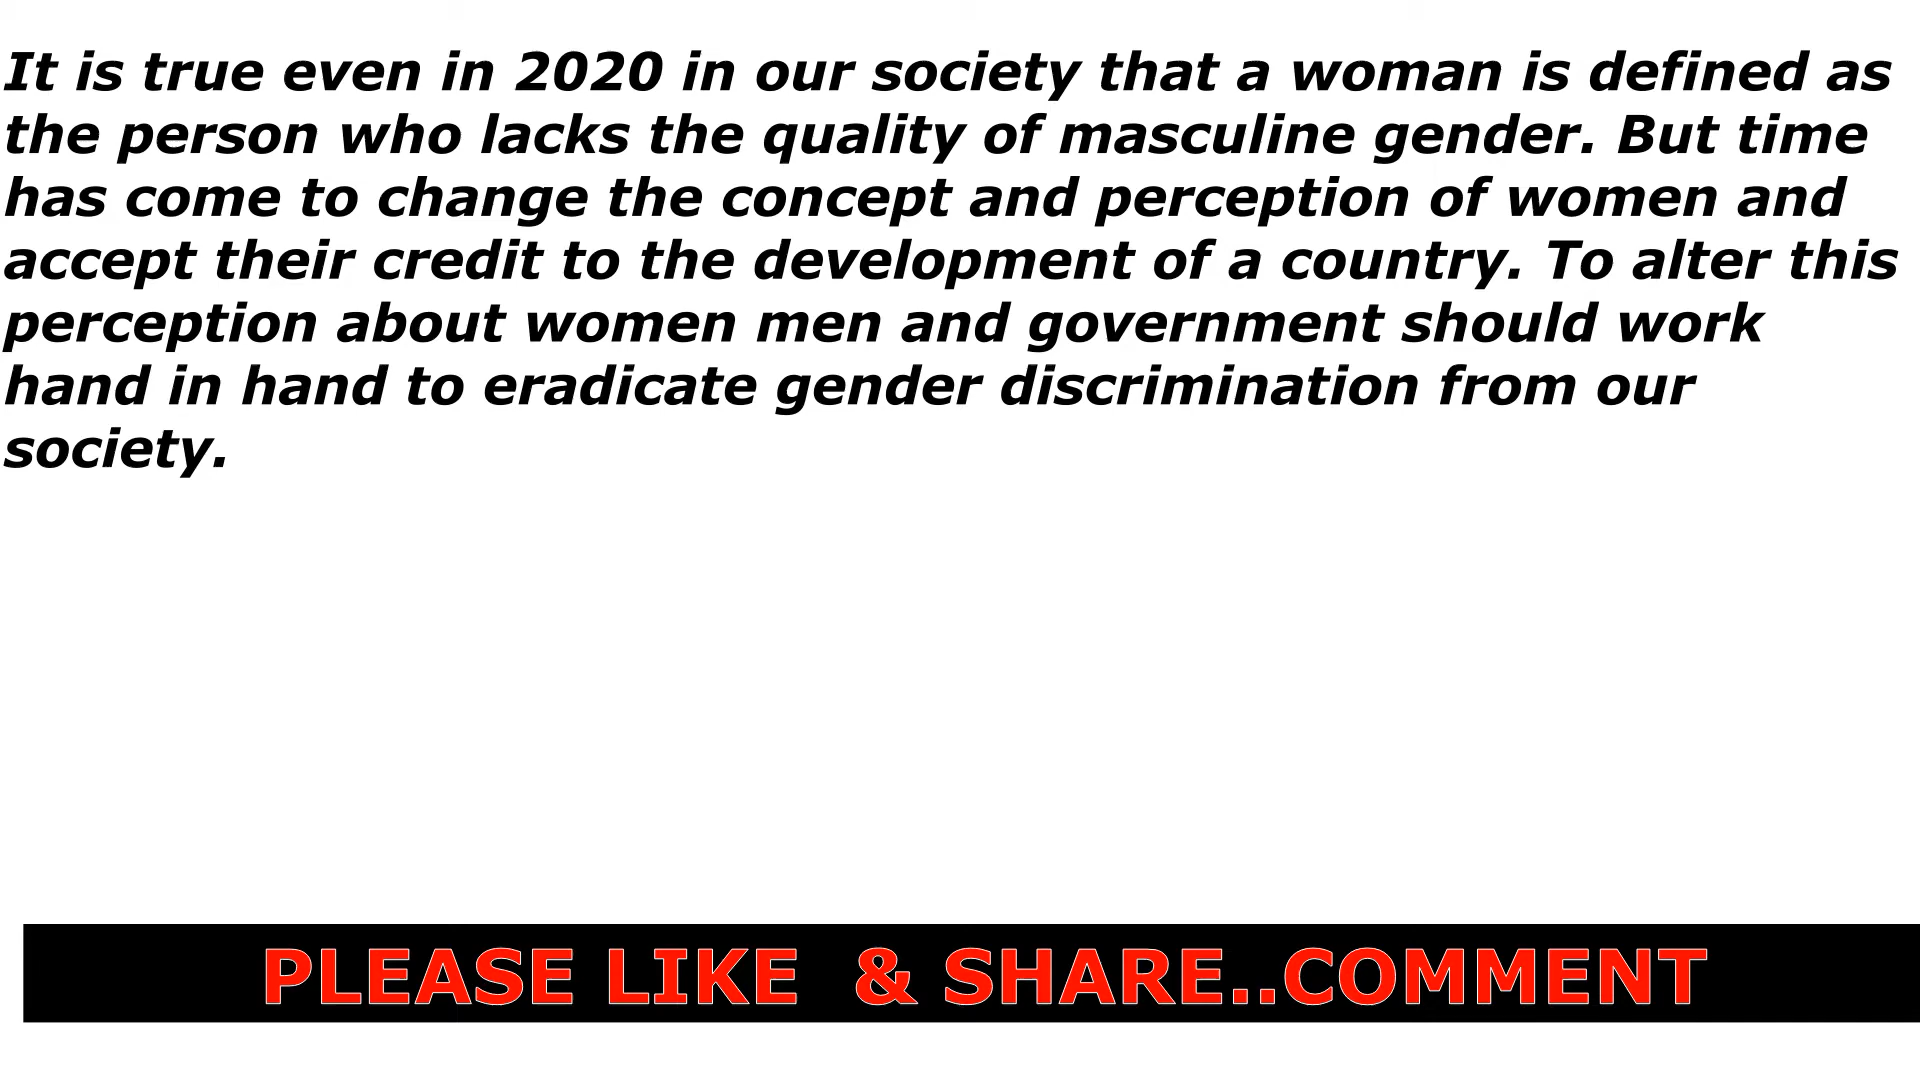 It is true even in 2020 in our society that a woman is defined as
the person who lacks the quality of masculine gender. But time
has come to change the concept and perception of women and
accept their credit to the development of a country. To alter this
perception about women men and government should work
hand in hand to eradicate gender discrimination from our
society.
PLEASE LIKE  & SHARE..COMMENT